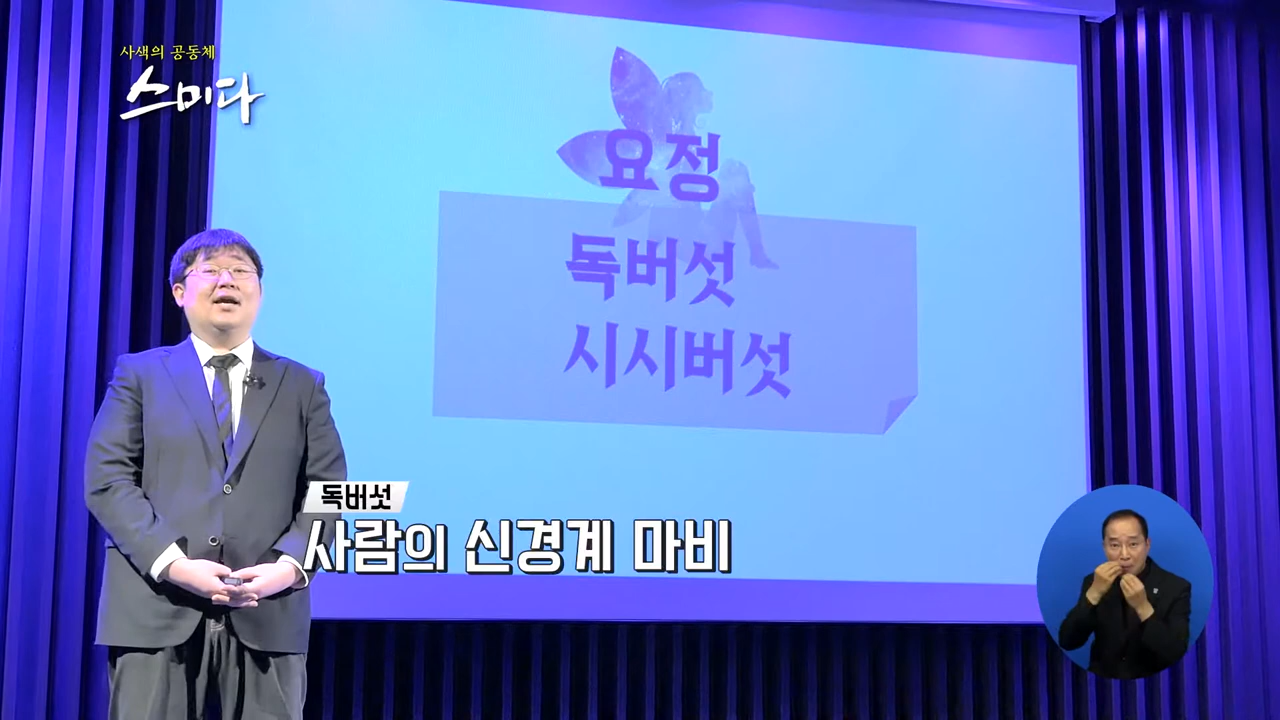 사색의 공동체
스미다
요정
독버섯
시시버섯
독버섯
사람의 신경계 마비